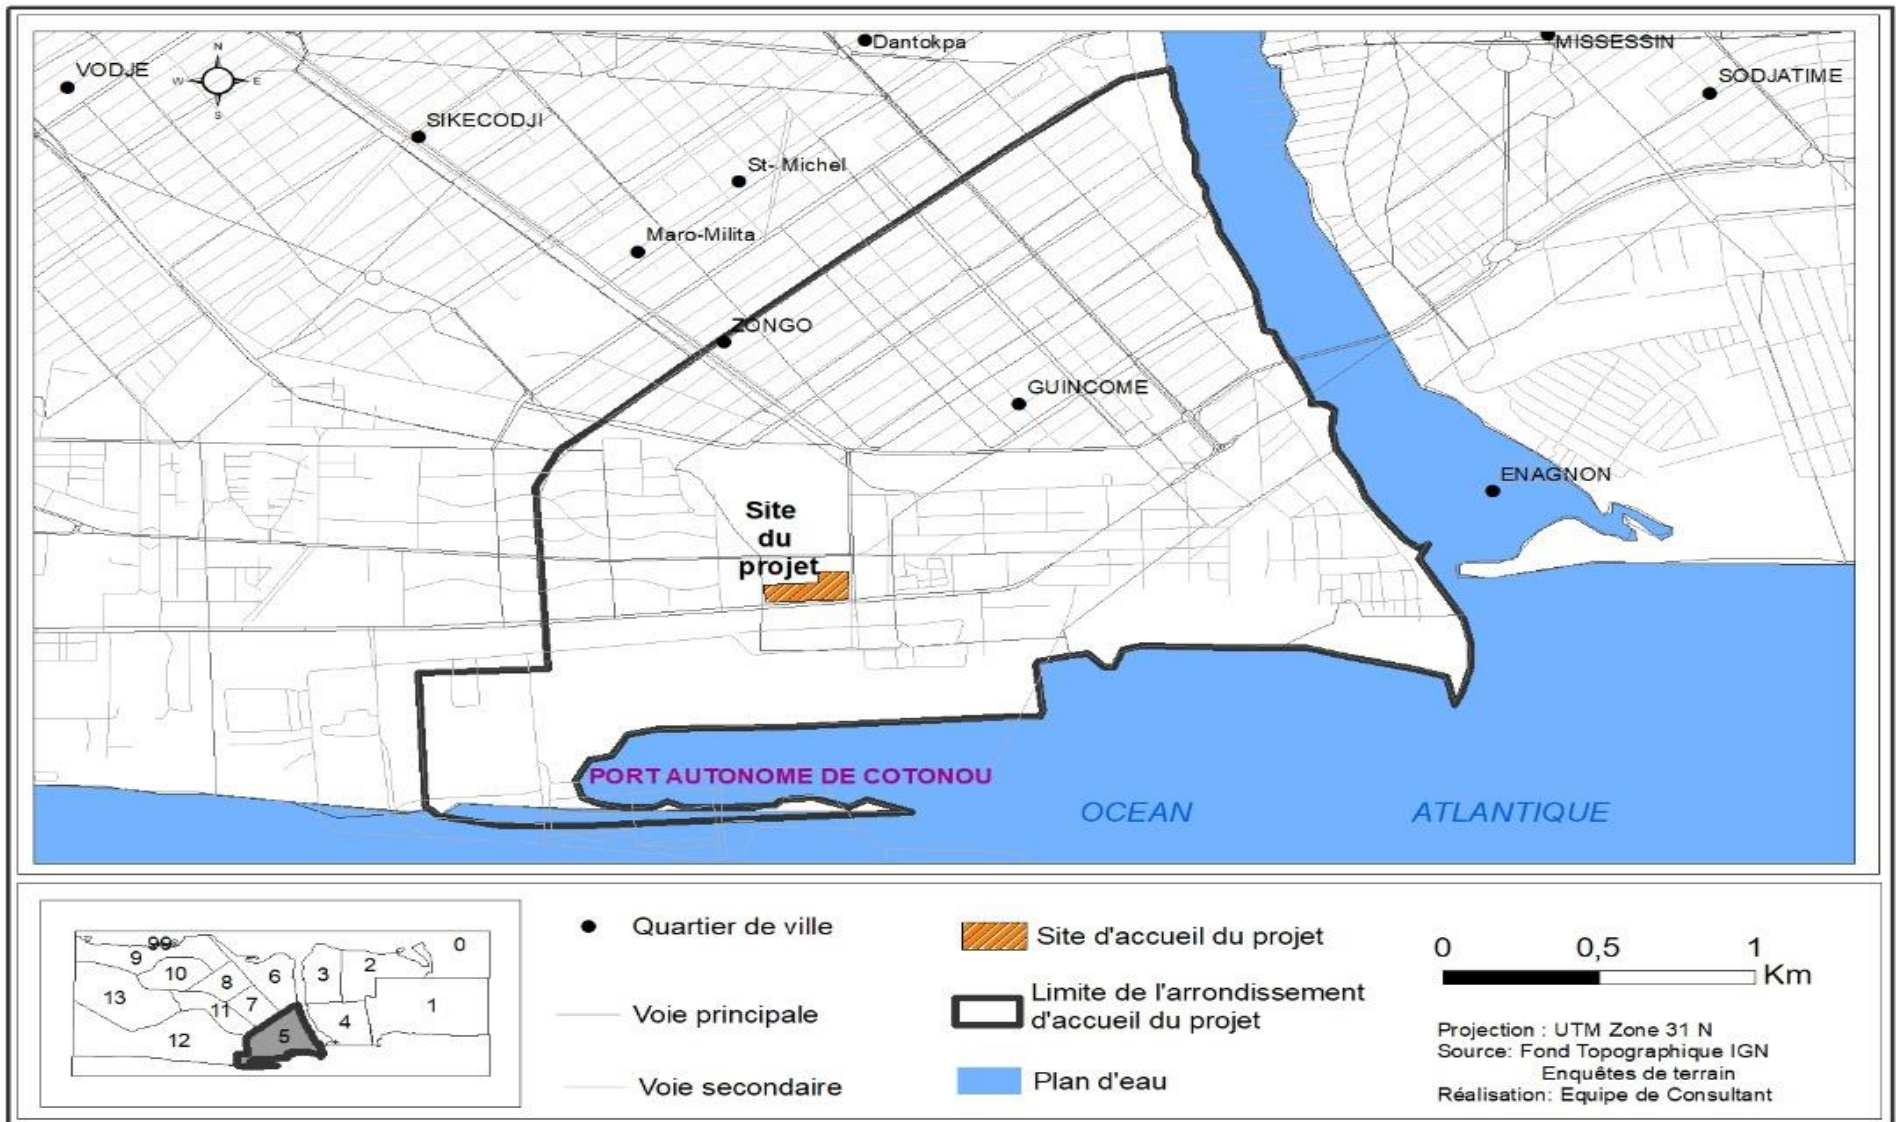 Dantokpa
MISSESSIN
VODJE
SODJATIME
N
W E
S
SIKECODJI
St- Michel
Maro-Milita
ZONGO
GUINCOME
ENAGNON
Site
du
projet
PORT AUTONOME DE COTONOU
OCEAN ATLANTIQUE
99
0
9
10
8
6
3
2
13
11
7
1
5
4
12
Quartier de ville
Voie principale
Voie secondaire
Site d'accueil du projet
Limite de l'arrondissement
d'accueil du projet
Plan d'eau
0 0,5 1
Km
Projection : UTM Zone 31 N
Source: Fond Topographique IGN
Enquêtes de terrain
Réalisation: Equipe de Consultant